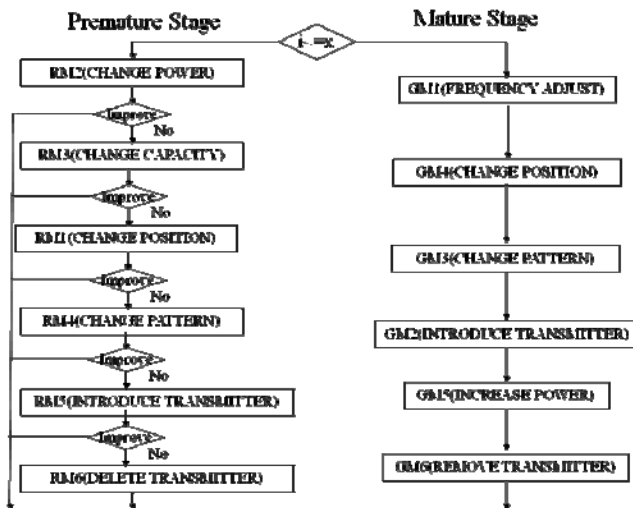 Premature Stage
Mature Stage
RM2(CHANGE POWER)
Improve
No
RM3(CHANGE CAPACITY)
Improve
No
RM1(CHANGE POSITION)
Improve
No
RM4(CHANGE PATTERN)
Improve
No
RM5(INTRODUCE TRANSMITTER)
Improve
No
RM6(DELETE TRANSMITTER)
GM1(FREQUENCY ADJUST)
GM4(CHANGE POSITION)
GM3(CHANGE PATTERN)
GM2(INTRODUCE TRANSMITTER)
GM5(INCREASE POWER)
GM6(REMOVE TRANSMITTER)